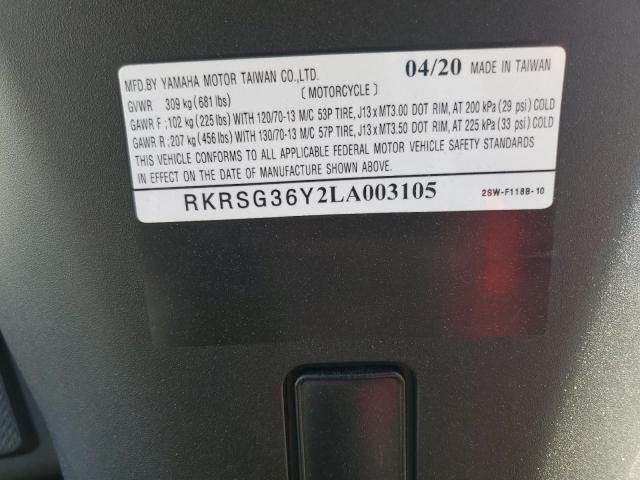 MFD.BY YAMAHA MOTOR TAIWAN CO.,LTD. 04/20 MADE IN TAIWAN
GVWR 309 kg (681 lbs) ( MOTORCYCLE )
GAWR F : 102 kg (225 lbs) WITH 120/70-13 M/C 53P TIRE, J13 x MT3.00 DOT RIM, AT 200 kPa (29 psi) COLD
GAWR R : 207 kg (456 lbs) WITH 130/70-13 M/C 57P TIRE, J13 x MT3.50 DOT RIM, AT 225 kPa (33 psi) COLD
THIS VEHICLE CONFORMS TO ALL APPLICABLE FEDERAL MOTOR VEHICLE SAFETY STANDARDS
IN EFFECT ON THE DATE OF MANUFACTURE SHOWN ABOVE.
RKRSG36Y2LA003105 2SW-F118B-10